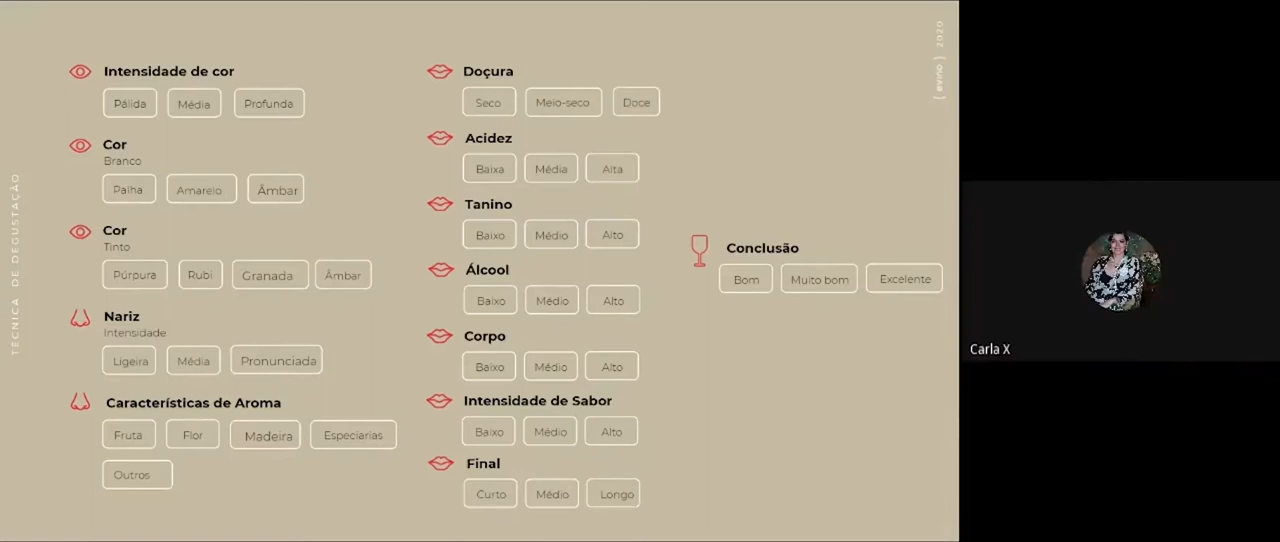 TÉCNICA DE DEGUSTAÇÃO
Intensidade de cor
Pálida Média Profunda
Cor
Branco
Palha Amarelo Âmbar
Cor
Tinto
Púrpura Rubi Granada Âmbar
Nariz
Intensidade
Ligeira Média Pronunciada
Características de Aroma
Fruta Flor Madeira Especiarias
Outros
Doçura
Seco Meio-seco Doce
Acidez
Baixa Média Alta
Tanino
Baixo Médio Alto
Álcool
Baixo Médio Alto
Corpo
Baixo Médio Alto
Intensidade de Sabor
Baixo Médio Alto
Final
Curto Médio Longo
Conclusão
Bom Muito bom Excelente
{ evino } 2020
Carla X